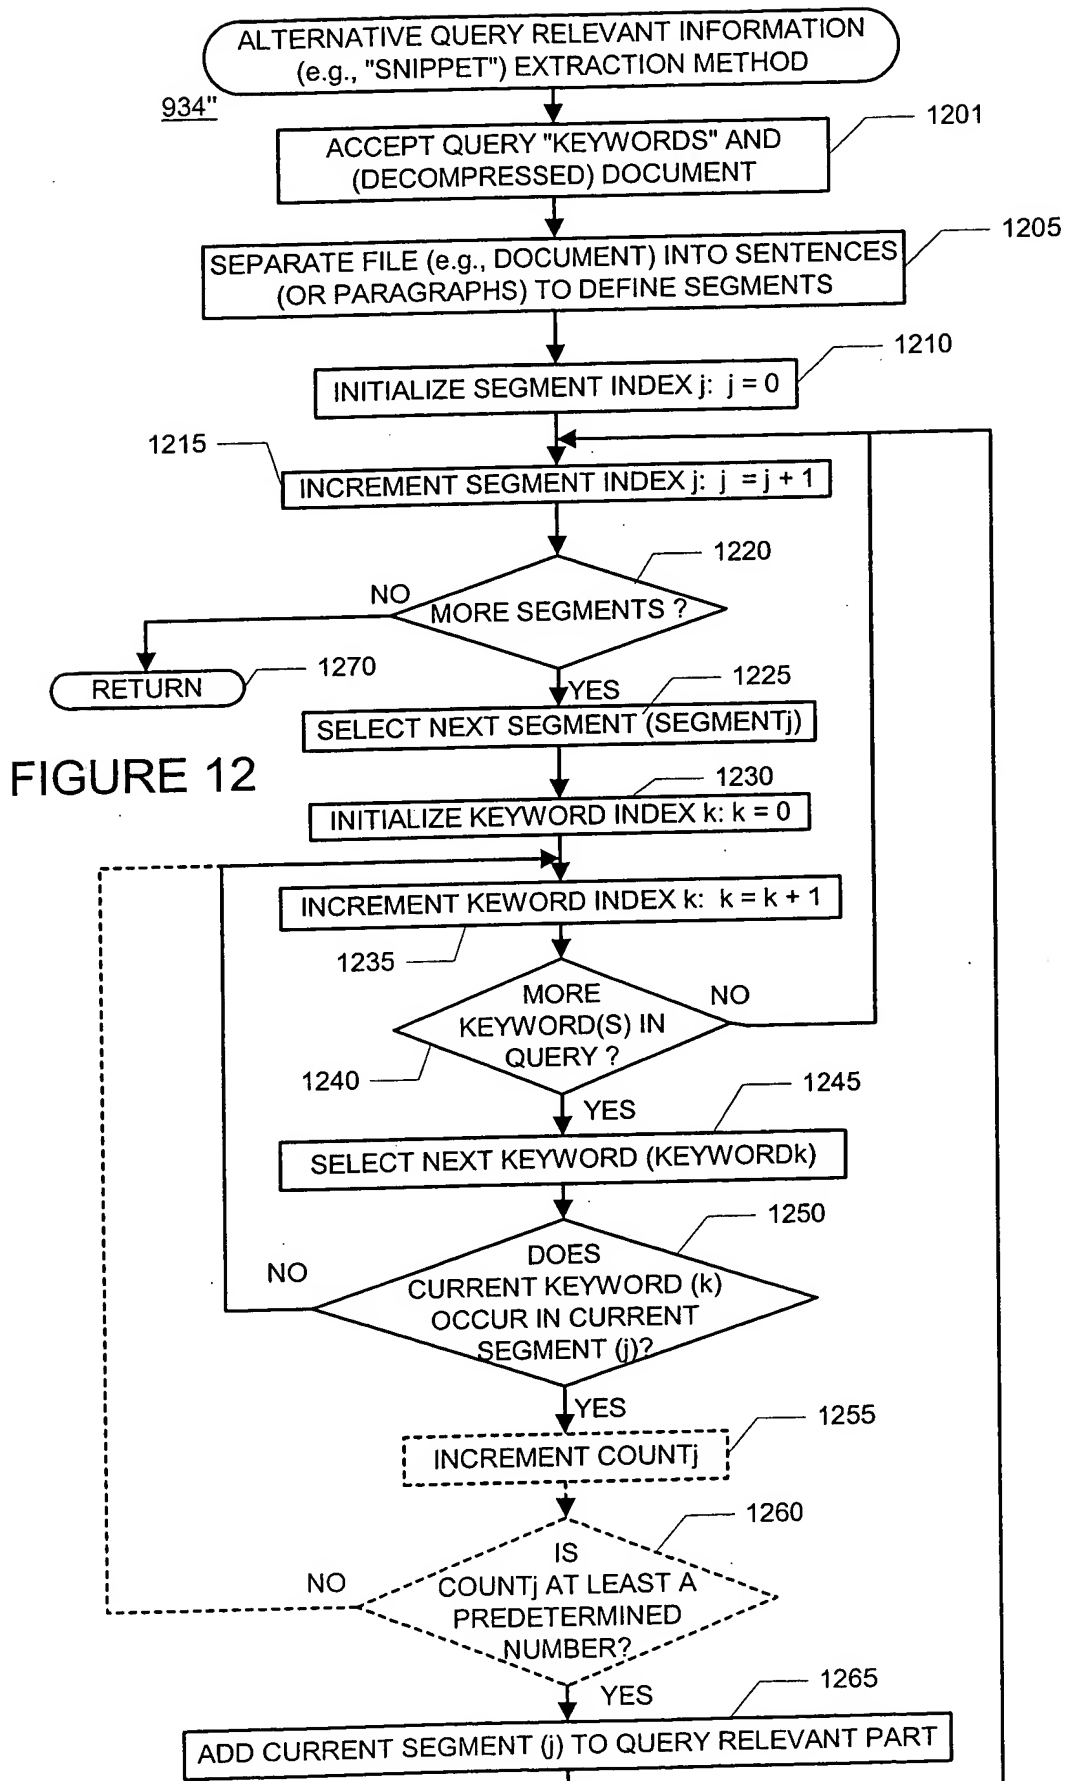 ALTERNATIVE QUERY RELEVANT INFORMATION
(e.g., "SNIPPET") EXTRACTION METHOD
934"
1201
ACCEPT QUERY "KEYWORDS" AND
(DECOMPRESSED) DOCUMENT
1205
SEPARATE FILE (e.g., DOCUMENT) INTO SENTENCES
(OR PARAGRAPHS) TO DEFINE SEGMENTS
1210
INITIALIZE SEGMENT INDEX j: j = 0
1215
INCREMENT SEGMENT INDEX j: j = j + 1
1220
NO
MORE SEGMENTS ?
1270
RETURN
YES
1225
SELECT NEXT SEGMENT (SEGMENTj)
FIGURE 12
1230
INITIALIZE KEYWORD INDEX k: k = 0
INCREMENT KEWORD INDEX k: k = k + 1
1235
MORE
KEYWORD(S) IN
QUERY ?
NO
1240
YES
1245
SELECT NEXT KEYWORD (KEYWORDk)
1250
NO
DOES
CURRENT KEYWORD (k)
OCCUR IN CURRENT
SEGMENT (j)?
YES
1255
INCREMENT COUNTj
1260
NO
IS
COUNTj AT LEAST A
PREDETERMINED
NUMBER?
YES
1265
ADD CURRENT SEGMENT (j) TO QUERY RELEVANT PART